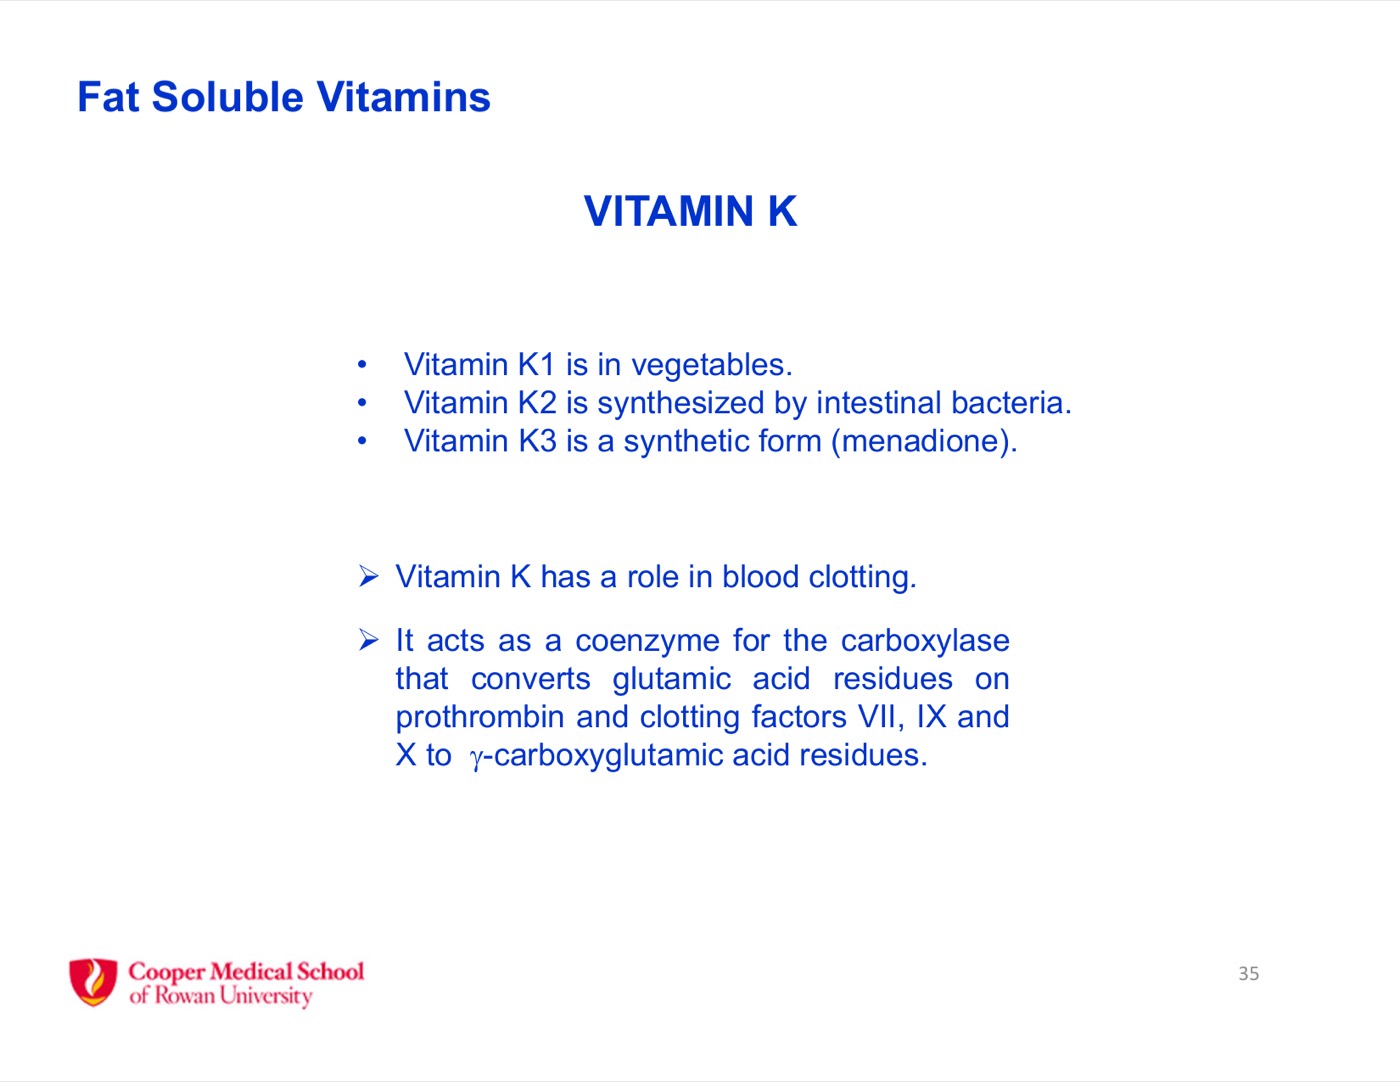 Fat Soluble Vitamins
VITAMIN K
• Vitamin K1 is in vegetables.
• Vitamin K2 is synthesized by intestinal bacteria.
• Vitamin K3 is a synthetic form (menadione).
➢ Vitamin K has a role in blood clotting.
➢ It acts as a coenzyme for the carboxylase
that converts glutamic acid residues on
prothrombin and clotting factors VII, IX and
X to γ-carboxyglutamic acid residues.
Cooper Medical School
of Rowan University
35